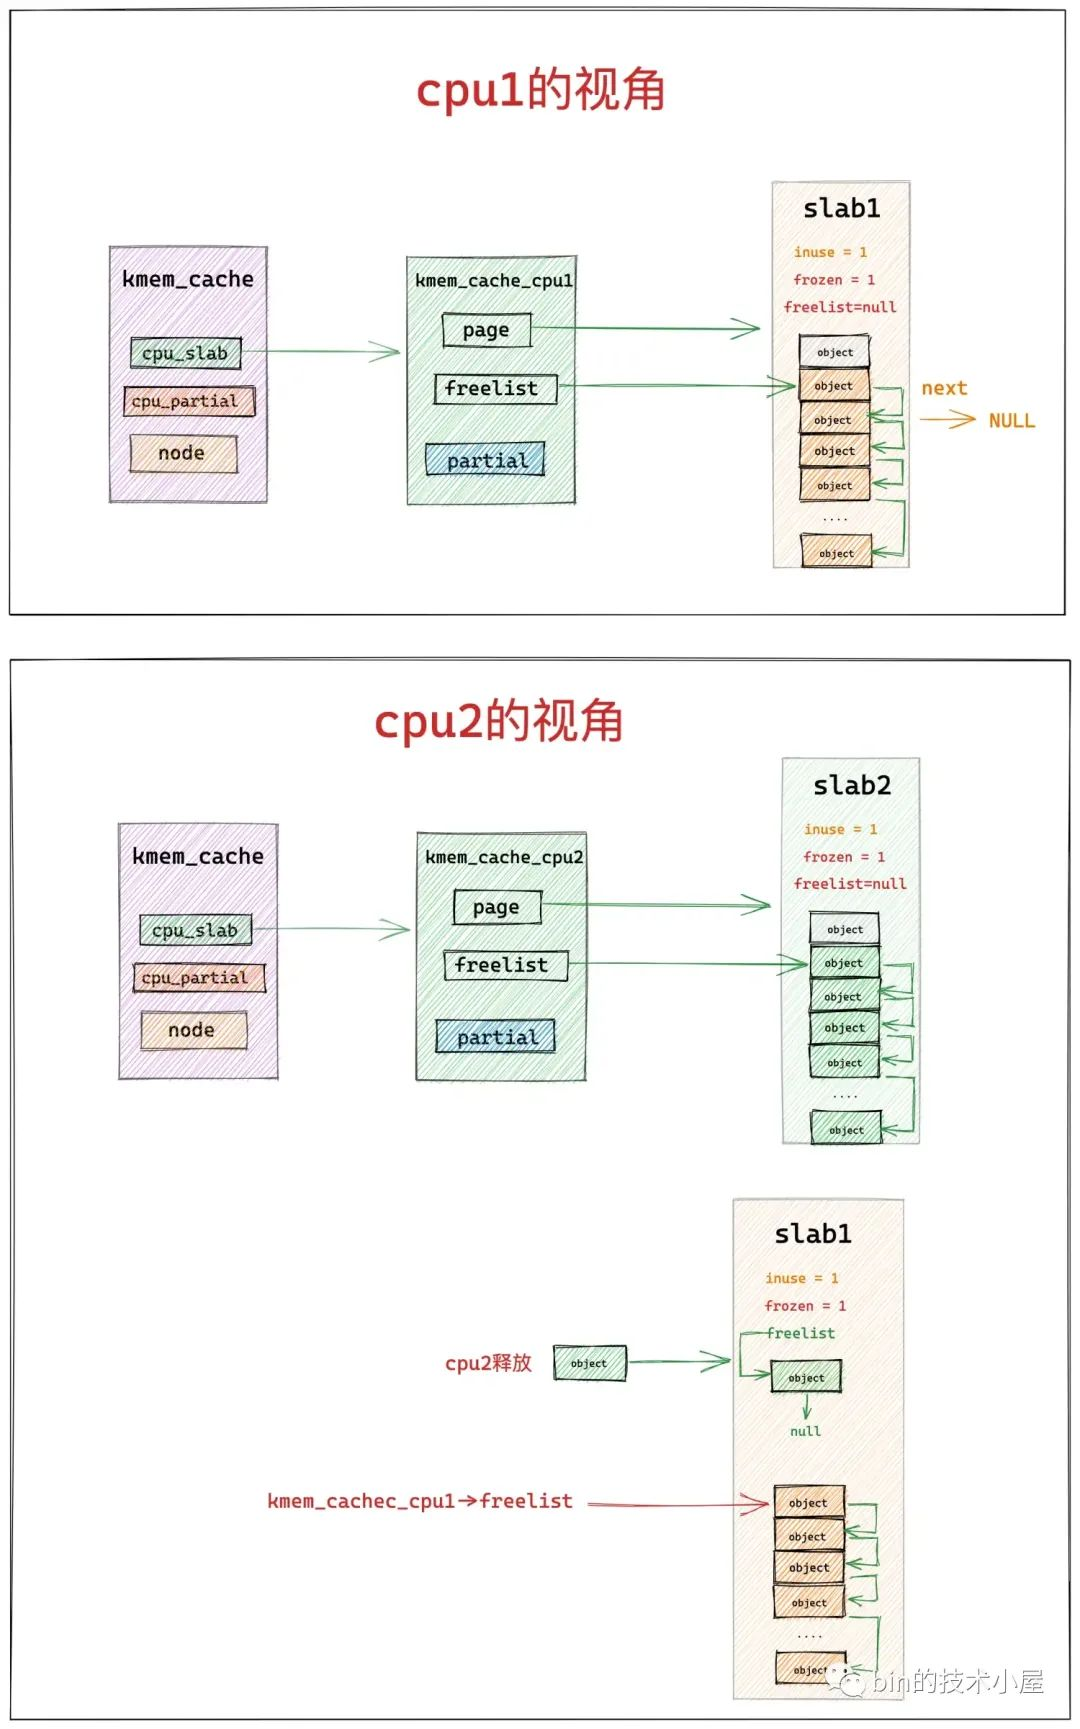 cpu1的视角
slab1
inuse = 1
frozen = 1
freelist=null
kmem_cache
cpu_slab
cpu_partial
node
kmem_cache_cpu1
page
freelist
partial
object
object
object
object
object
....
object
next
NULL
cpu2的视角
slab2
inuse = 1
frozen = 1
freelist=null
kmem_cache
cpu_slab
cpu_partial
node
kmem_cache_cpu2
page
freelist
partial
object
object
object
object
object
....
object
slab1
inuse = 1
frozen = 1
freelist
cpu2释放
object
object
null
kmem_cachec_cpu1→freelist
object
object
object
object
....
object
bin的技术小屋